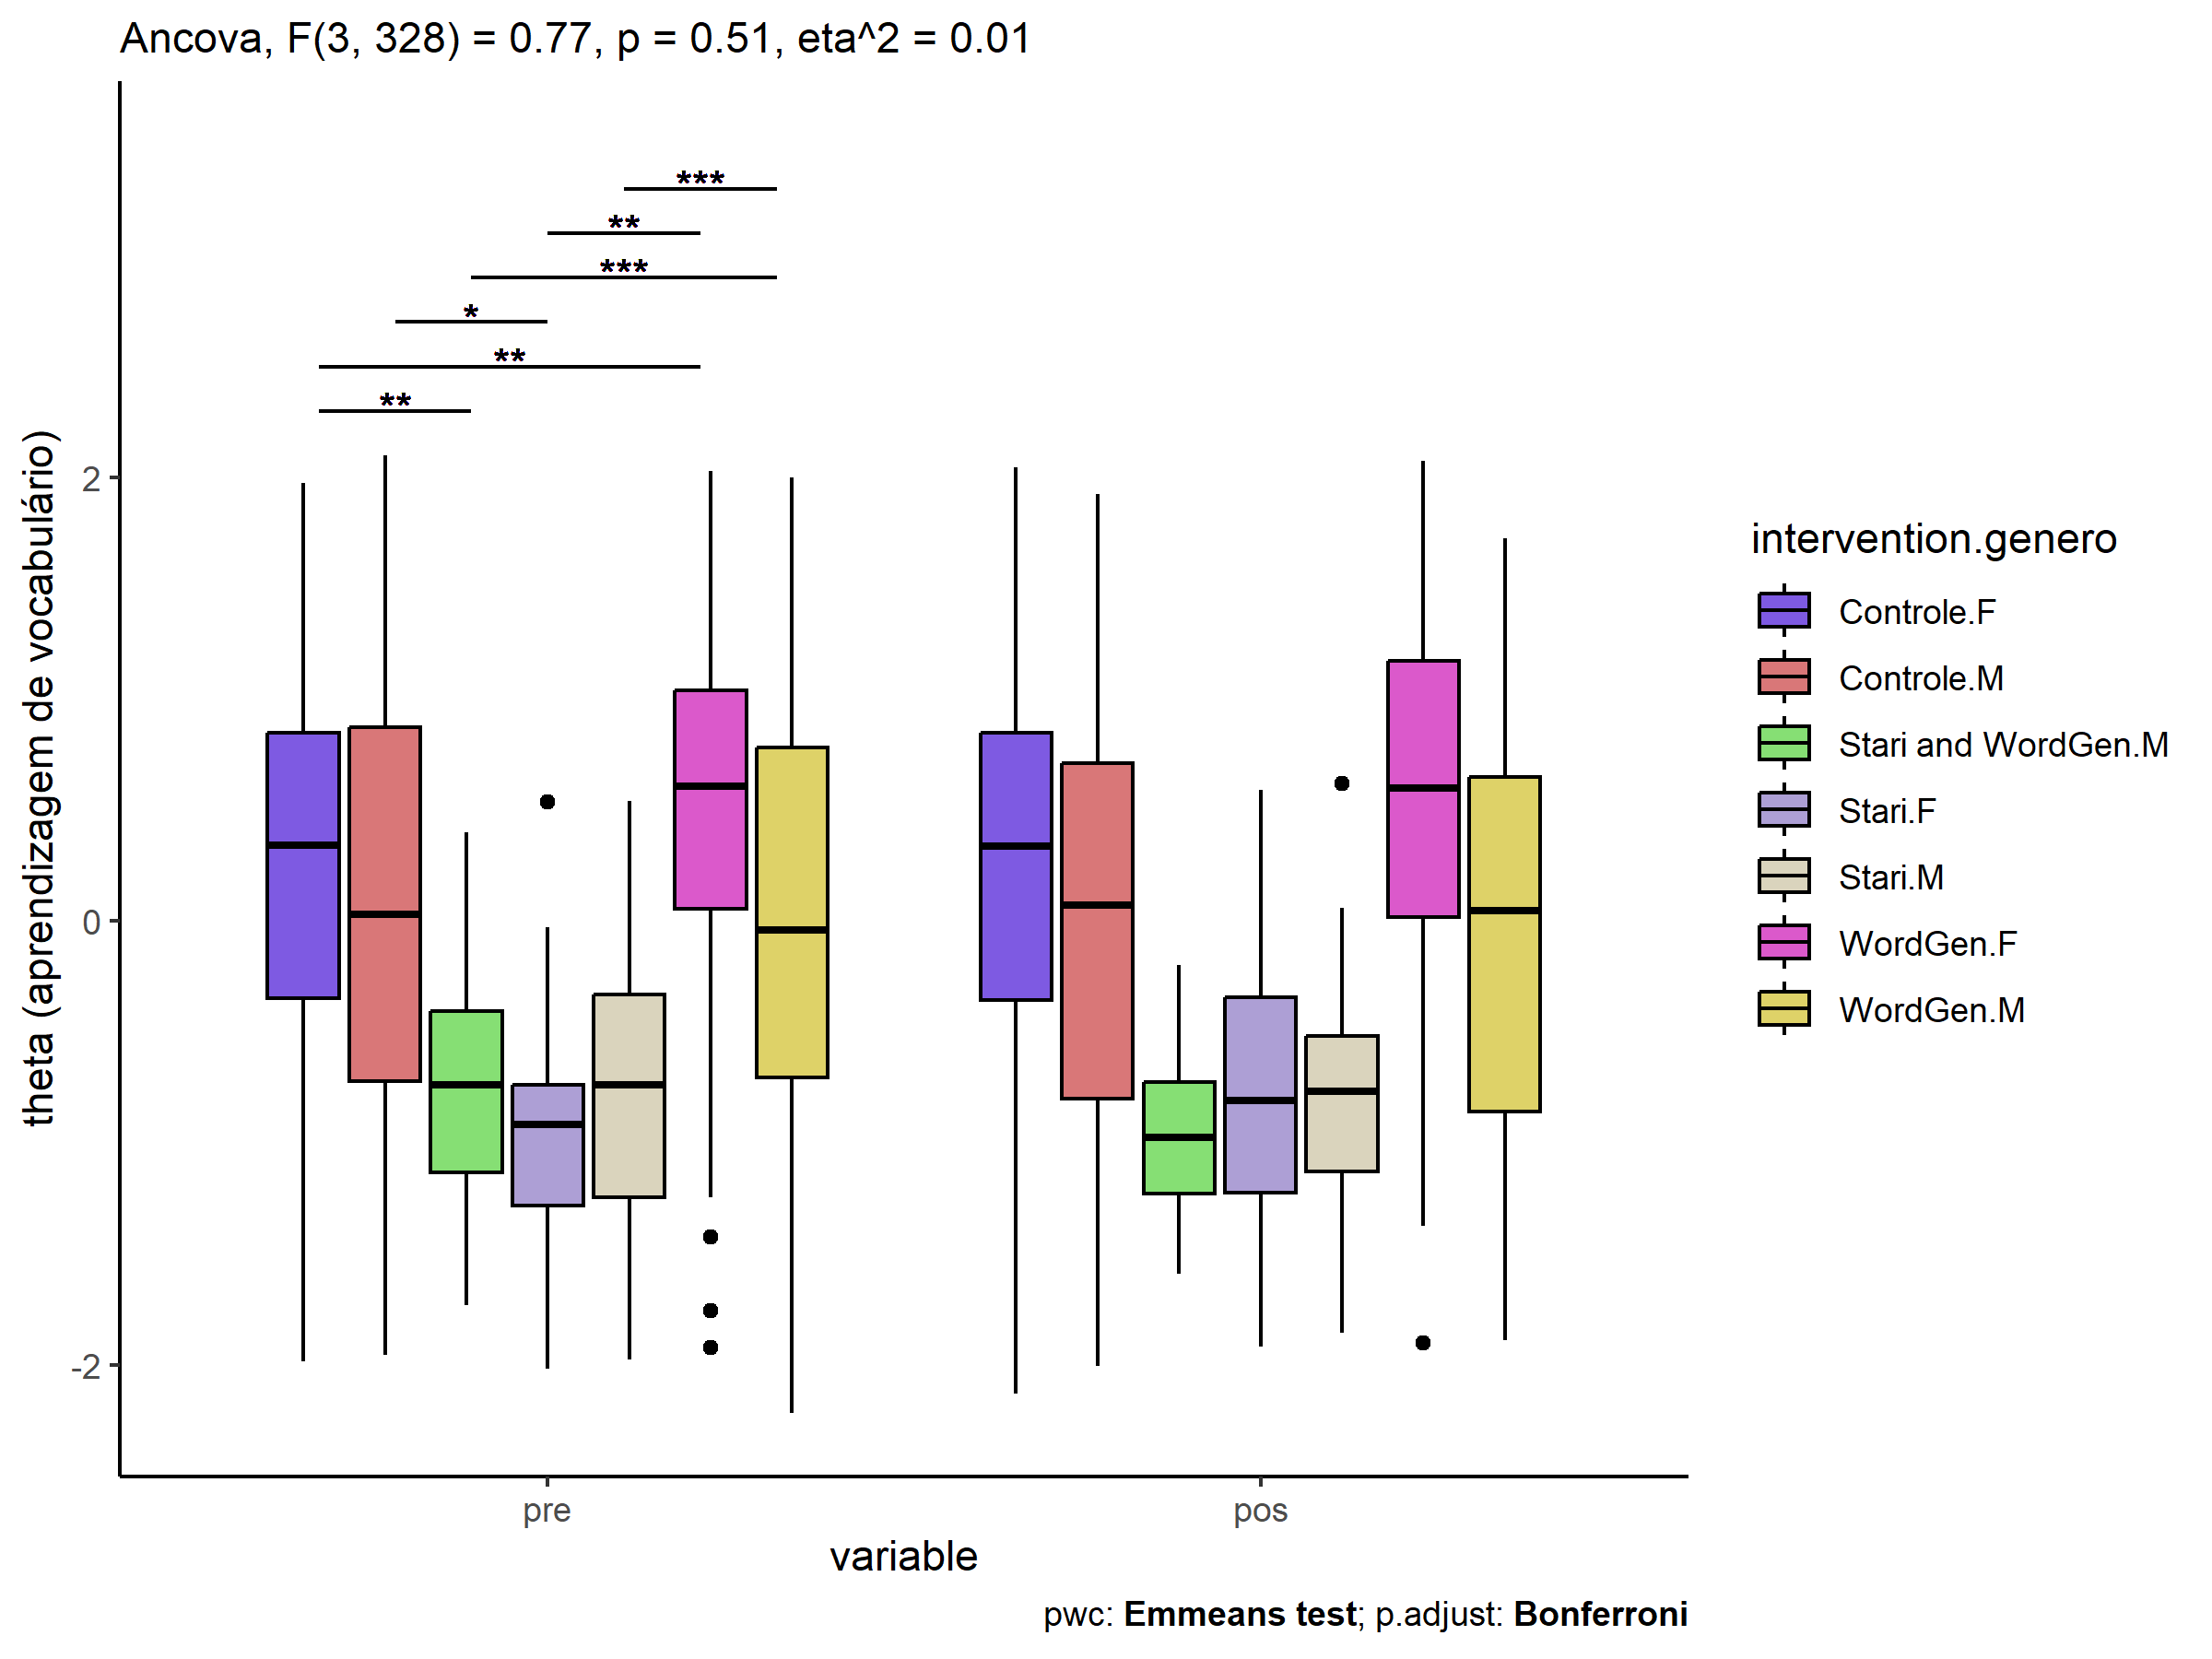 Ancova, F(3, 328) = 0.77, p = 0.51, eta^2 = 0.01
theta (aprendizagem de vocabulário)
2
0
-2
***
**
***
*
**
**
pre
pos
variable
intervention.genero
Controle.F
Controle.M
Stari and WordGen.M
Stari.F
Stari.M
WordGen.F
WordGen.M
pwc: Emmeans test; p.adjust: Bonferroni